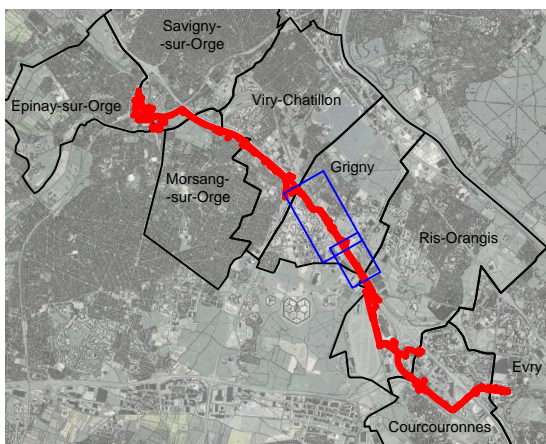 Savigny-
-sur-Orge
Epinay-sur-Orge
Viry-Chatillon
Grigny
Morsang-
-sur-Orge
Ris-Orangis
Evry
Courcouronnes